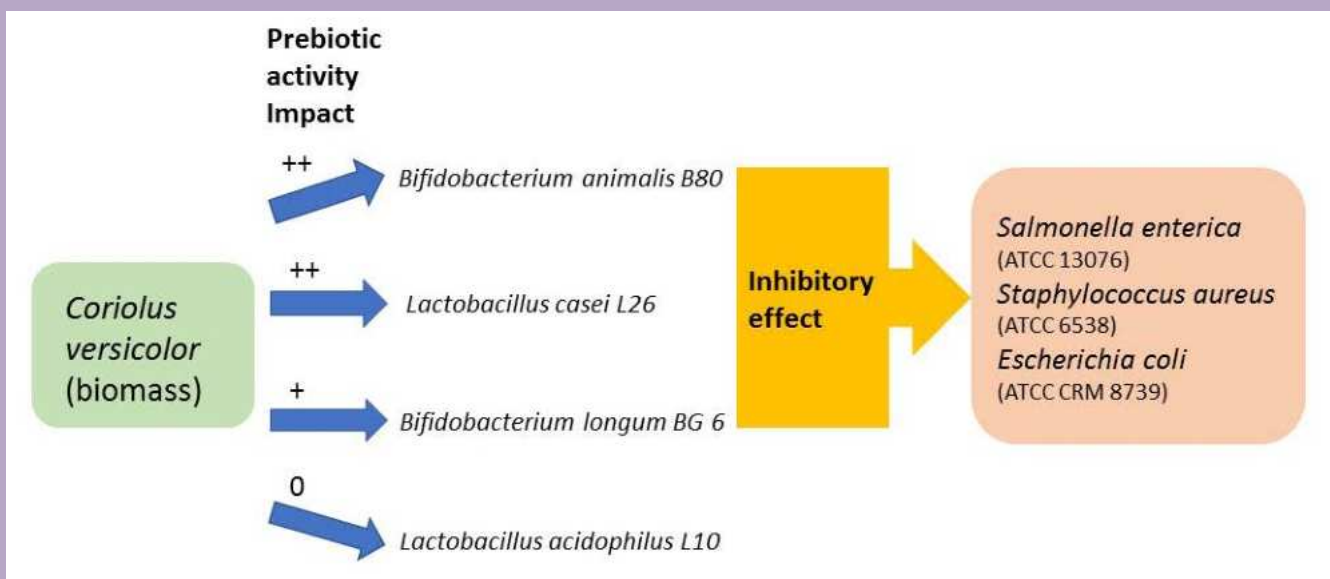 Prebiotic
activity
Impact
++
Bifidobacterium animalis B80
++
Lactobacillus casei L26
+
Bifidobacterium longum BG 6
0
Lactobacillus acidophilus L10
Coriolus
versicolor
(biomass)
Inhibitory
effect
Salmonella enterica
(ATCC 13076)
Staphylococcus aureus
(ATCC 6538)
Escherichia coli
(ATCC CRM 8739)